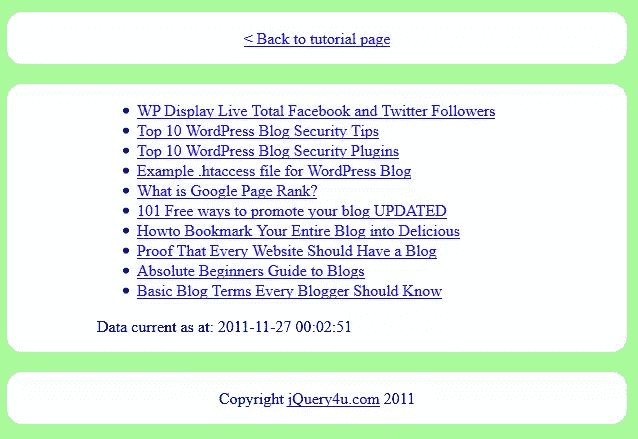 < Back to tutorial page
WP Display Live Total Facebook and Twitter Followers
Top 10 WordPress Blog Security Tips
Top 10 WordPress Blog Security Plugins
Example .htaccess file for WordPress Blog
What is Google Page Rank?
101 Free ways to promote your blog UPDATED
Howto Bookmark Your Entire Blog into Delicious
Proof That Every Website Should Have a Blog
Absolute Beginners Guide to Blogs
Basic Blog Terms Every Blogger Should Know
Data current as at: 2011-11-27 00:02:51
Copyright jQuery4u.com 2011